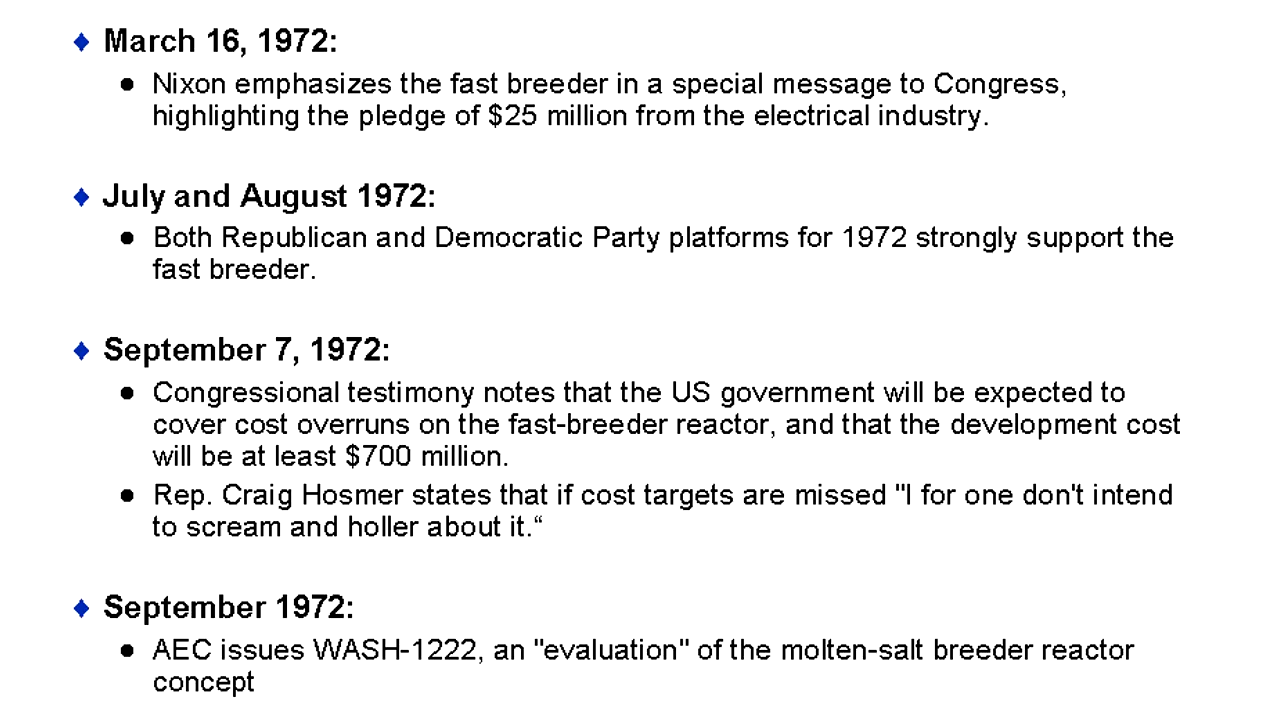 ♦ March 16, 1972:
● Nixon emphasizes the fast breeder in a special message to Congress,
highlighting the pledge of $25 million from the electrical industry.
♦ July and August 1972:
● Both Republican and Democratic Party platforms for 1972 strongly support the
fast breeder.
♦ September 7, 1972:
● Congressional testimony notes that the US government will be expected to
cover cost overruns on the fast-breeder reactor, and that the development cost
will be at least $700 million.
● Rep. Craig Hosmer states that if cost targets are missed "I for one don't intend
to scream and holler about it.“
♦ September 1972:
● AEC issues WASH-1222, an "evaluation" of the molten-salt breeder reactor
concept